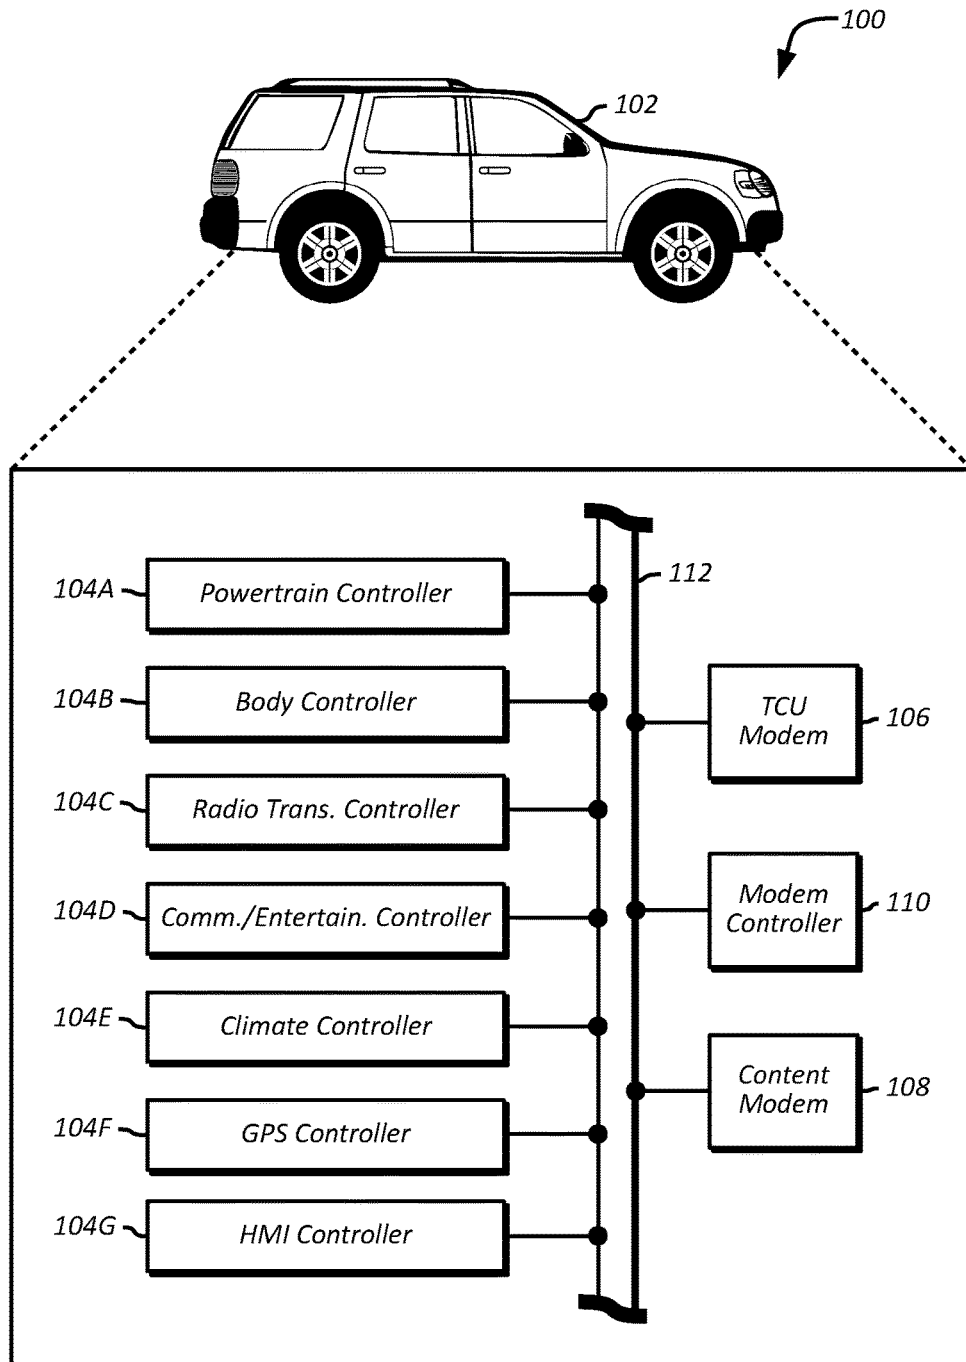 100
102
112
104A
Powertrain Controller
104B
Body Controller
TCU
Modem
106
104C
Radio Trans. Controller
104D
Comm./Entertain. Controller
Modem
Controller
110
104E
Climate Controller
Content
Modem
108
104F
GPS Controller
104G
HMI Controller